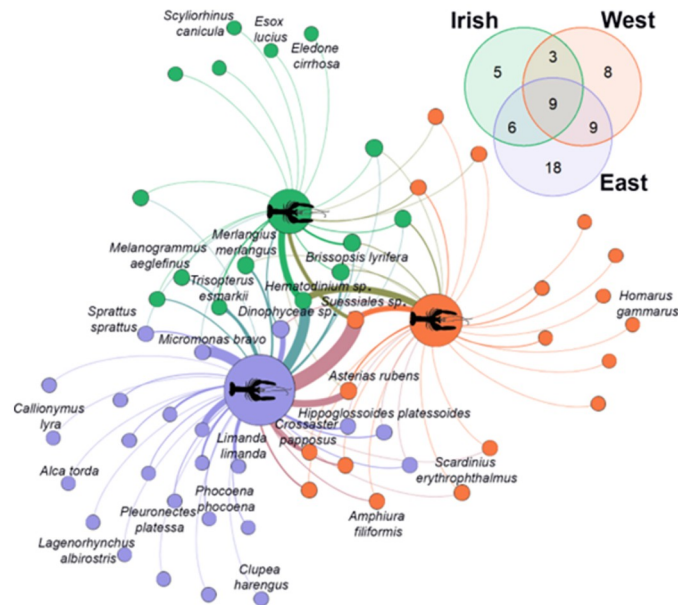 Irish
West
3
5
8
9
6
9
18
East
Scyliorhinus
canicula
Esox
lucius
Eledone
cirrhosa
Merlangius
merlangus
Melanogrammus
aeglefinus
Trisopterus
esmarkii
Brissopsis lyrifera
Hematodinium sp.
Suessiales sp.
Dinophyceae sp.
Sprattus
sprattus
Micromonas bravo
Homarus
gammarus
Asterias rubens
Hippoglossoides platessoides
Crossaster
papposus
Callionymus
lyra
Limanda
limanda
Alca torda
Phocoena
phocoena
Pleuronectes
platessa
Scardinius
erythrophthalmus
Amphiura
filiformis
Lagenorhynchus
albirostris
Clupea
harengus